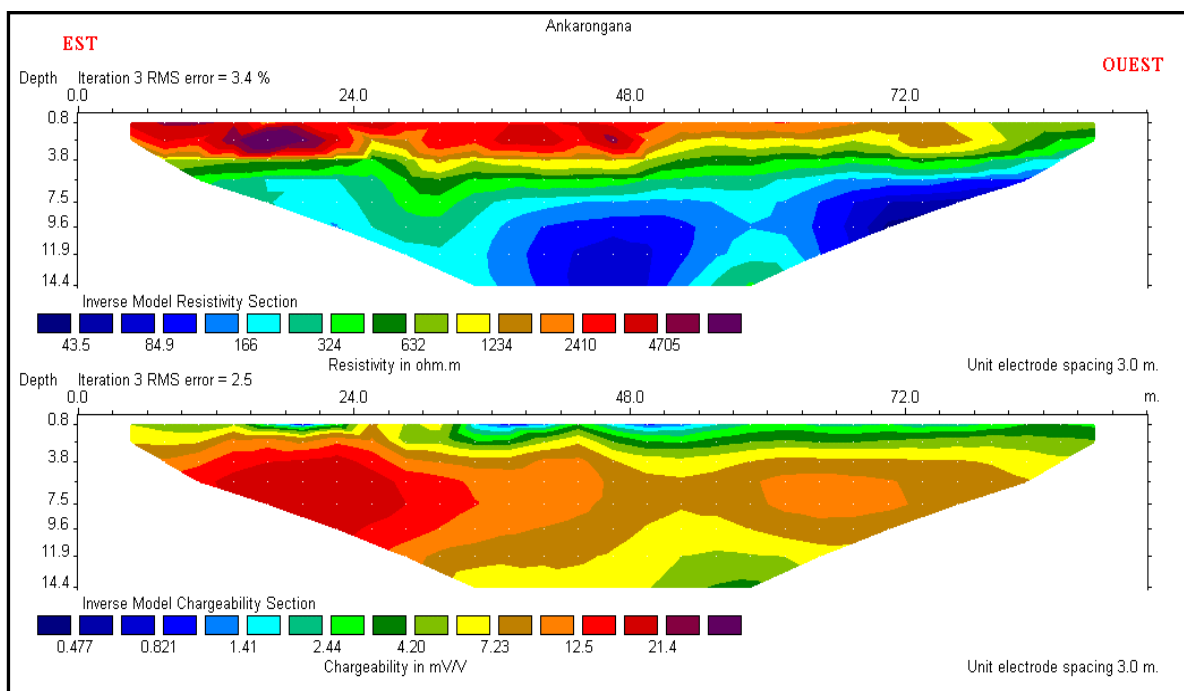 Ankarongana
EST
OUEST
Depth Iteration 3 RMS error = 3.4 %
0.0 24.0 48.0 72.0
0.8
3.8
7.5
9.6
11.9
14.4
Inverse Model Resistivity Section
43.5 84.9 166 324 632 1234 2410 4705
Resistivity in ohm.m
Unit electrode spacing 3.0 m.
Depth Iteration 3 RMS error = 2.5
0.0 24.0 48.0 72.0 m.
0.8
3.8
7.5
9.6
11.9
14.4
Inverse Model Chargeability Section
0.477 0.821 1.41 2.44 4.20 7.23 12.5 21.4
Chargeability in mV/V
Unit electrode spacing 3.0 m.